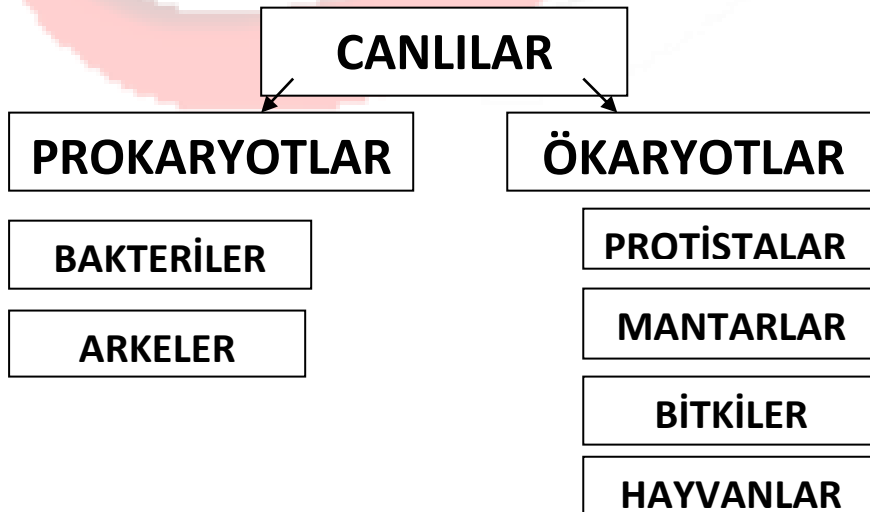 CANLILAR
PROKARYOTLAR
ÖKARYOTLAR
BAKTERİLER
ARKELER
PROTİSTALAR
MANTARLAR
BİTKİLER
HAYVANLAR